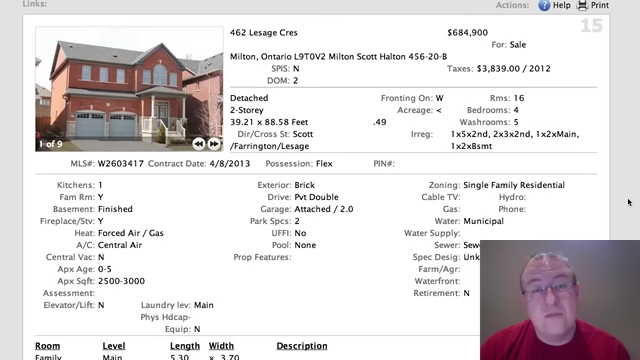 Links:
Actions: Help Print
15
462 Lesage Cres $684,900
For: Sale
Milton, Ontario L9T0V2 Milton Scott Halton 456-20-B
SPIS: N Taxes: $3,839.00 / 2012
DOM: 2
Detached Fronting On: W Rms: 16
2-Storey Acreage: < Bedrooms: 4
39.21 x 88.58 Feet .49 Washrooms: 5
Dir/Cross St: Scott Irreg: 1x5x2nd, 2x3x2nd, 1x2xMain,
/Farrington/Lesage 1x2xBsmt
1 of 9
MLS#: W2603417 Contract Date: 4/8/2013 Possession: Flex PIN#:
Kitchens: 1 Exterior: Brick Zoning: Single Family Residential
Fam Rm: Y Drive: Pvt Double Cable TV: Hydro:
Basement: Finished Garage: Attached / 2.0 Gas: Phone:
Fireplace/Stv: Y Park Spcs: 2 Water: Municipal
Heat: Forced Air / Gas UFFI: No Water Supply:
A/C: Central Air Pool: None Sewer:
Central Vac: N Prop Features: Spec Desig: Unk
Apx Age: 0-5 Farm/Agr:
Apx Sqft: 2500-3000 Waterfront:
Assessment: Retirement: N
Elevator/Lift: N Laundry lev: Main
Phys Hdcap-
Equip: N
Room Level Length Width Description
Family Main 5.30 x 3.70